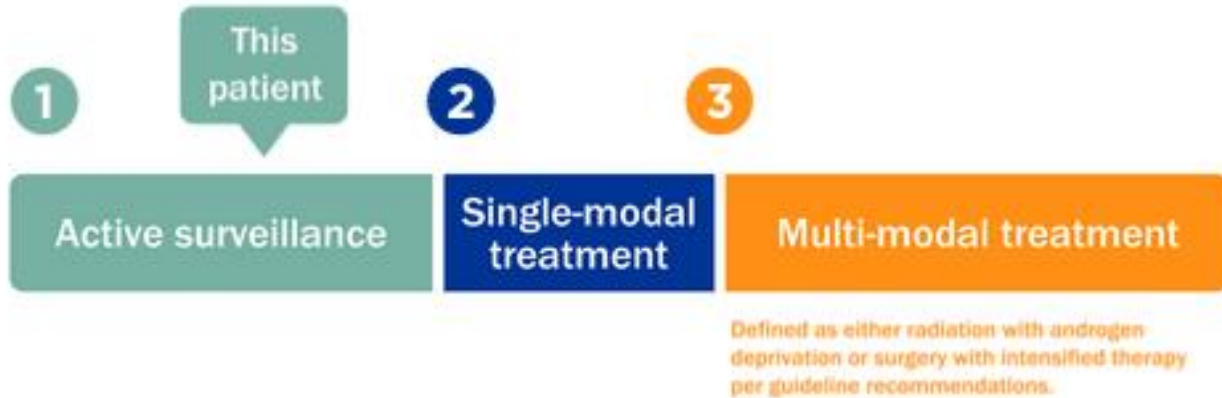 This
patient
1
2
3
Active surveillance
Single-modal
treatment
Multi-modal treatment
Defined as either radiation with androgen
deprivation or surgery with intensified therapy
per guideline recommendations.